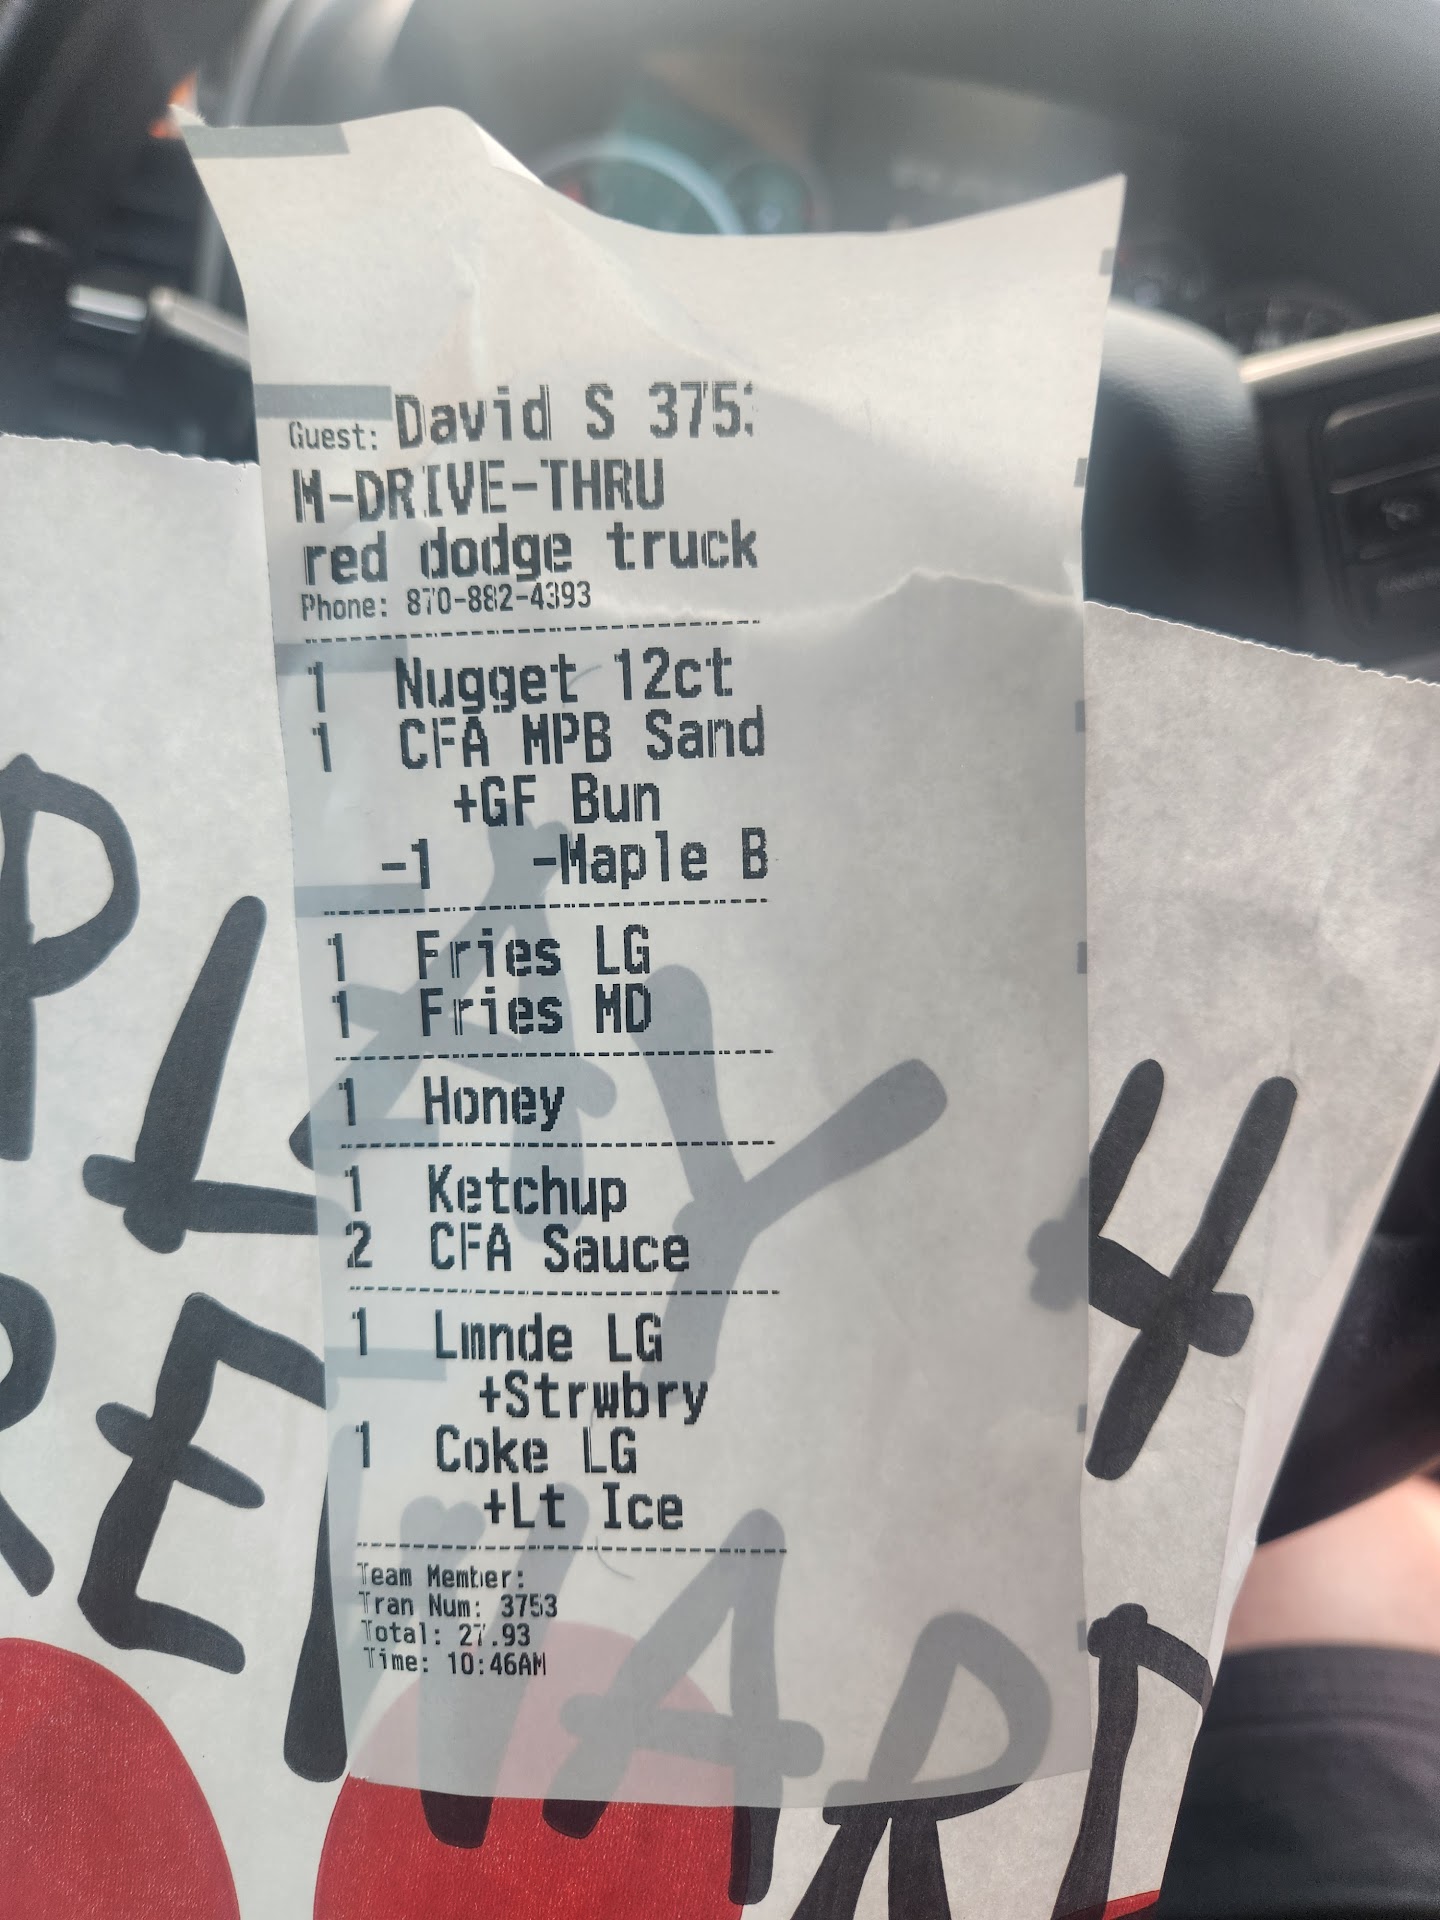 Guest: David S 3753
M-DRIVE-THRU
red dodge truck
Phone: 870-882-4393
1 Nugget 12ct
1 CFA MPB Sand
+GF Bun
-1 -Maple B
1 Fries LG
1 Fries MD
1 Honey
1 Ketchup
2 CFA Sauce
1 Lmnde LG
+Strwbry
1 Coke LG
+Lt Ice
Team Member:
Tran Num: 3753
Total: 27.93
Time: 10:46AM
PLAY